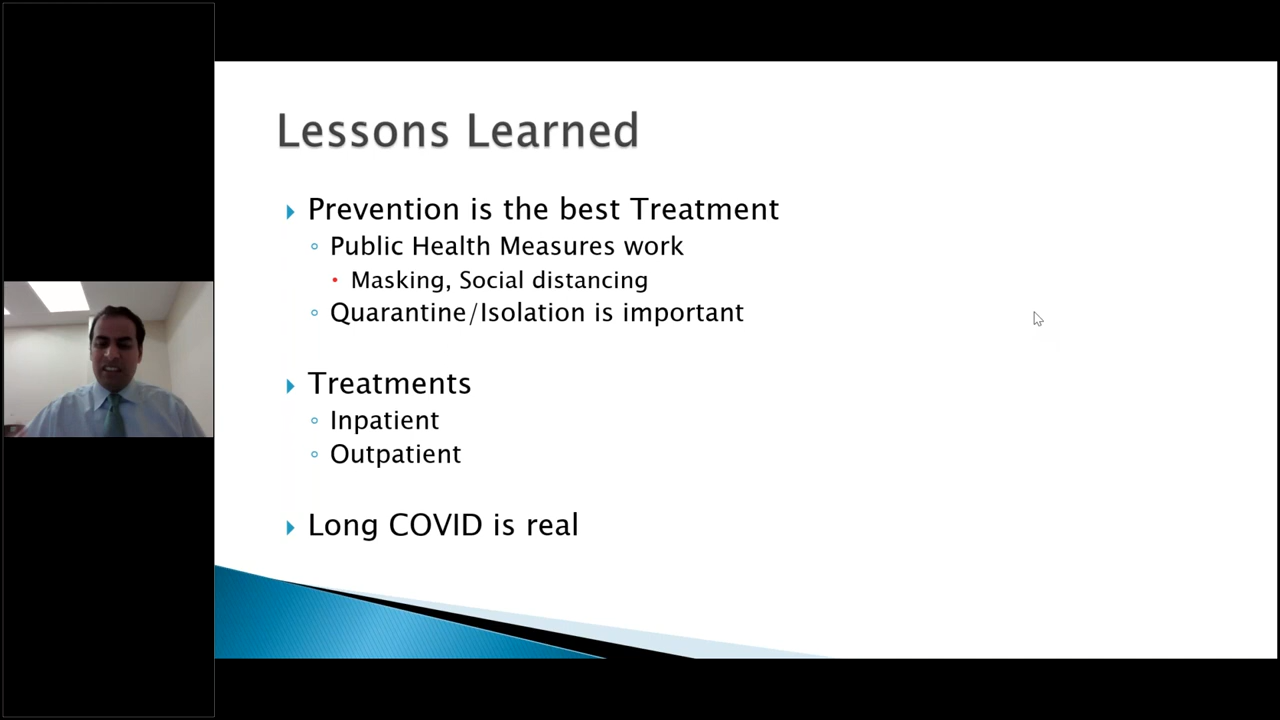 Lessons Learned
Prevention is the best Treatment
Public Health Measures work
Masking, Social distancing
Quarantine/Isolation is important
Treatments
Inpatient
Outpatient
Long COVID is real